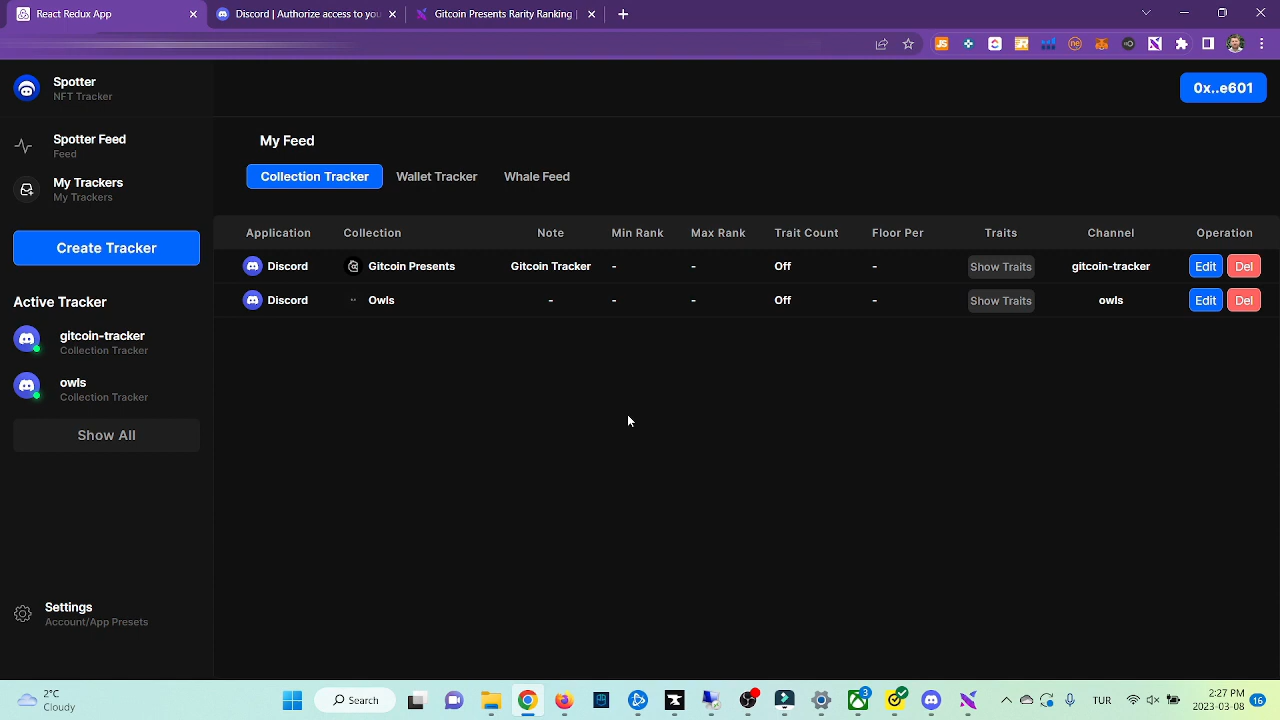 React Redux App
Discord | Authorize access to you
Gitcoin Presents Rarity Ranking |
Spotter
NFT Tracker
0x..e601
Spotter Feed
Feed
My Trackers
My Trackers
Create Tracker
Active Tracker
gitcoin-tracker
Collection Tracker
owls
Collection Tracker
Show All
Settings
Account/App Presets
My Feed
Collection Tracker Wallet Tracker Whale Feed
Application Collection Note Min Rank Max Rank Trait Count Floor Per Traits Channel Operation
Discord Gitcoin Presents Gitcoin Tracker - - Off - Show Traits gitcoin-tracker Edit Del
Discord Owls - - - Off - Show Traits owls Edit Del
2°C
Cloudy
Search
3
TUR
2:27 PM
2023-03-08
16